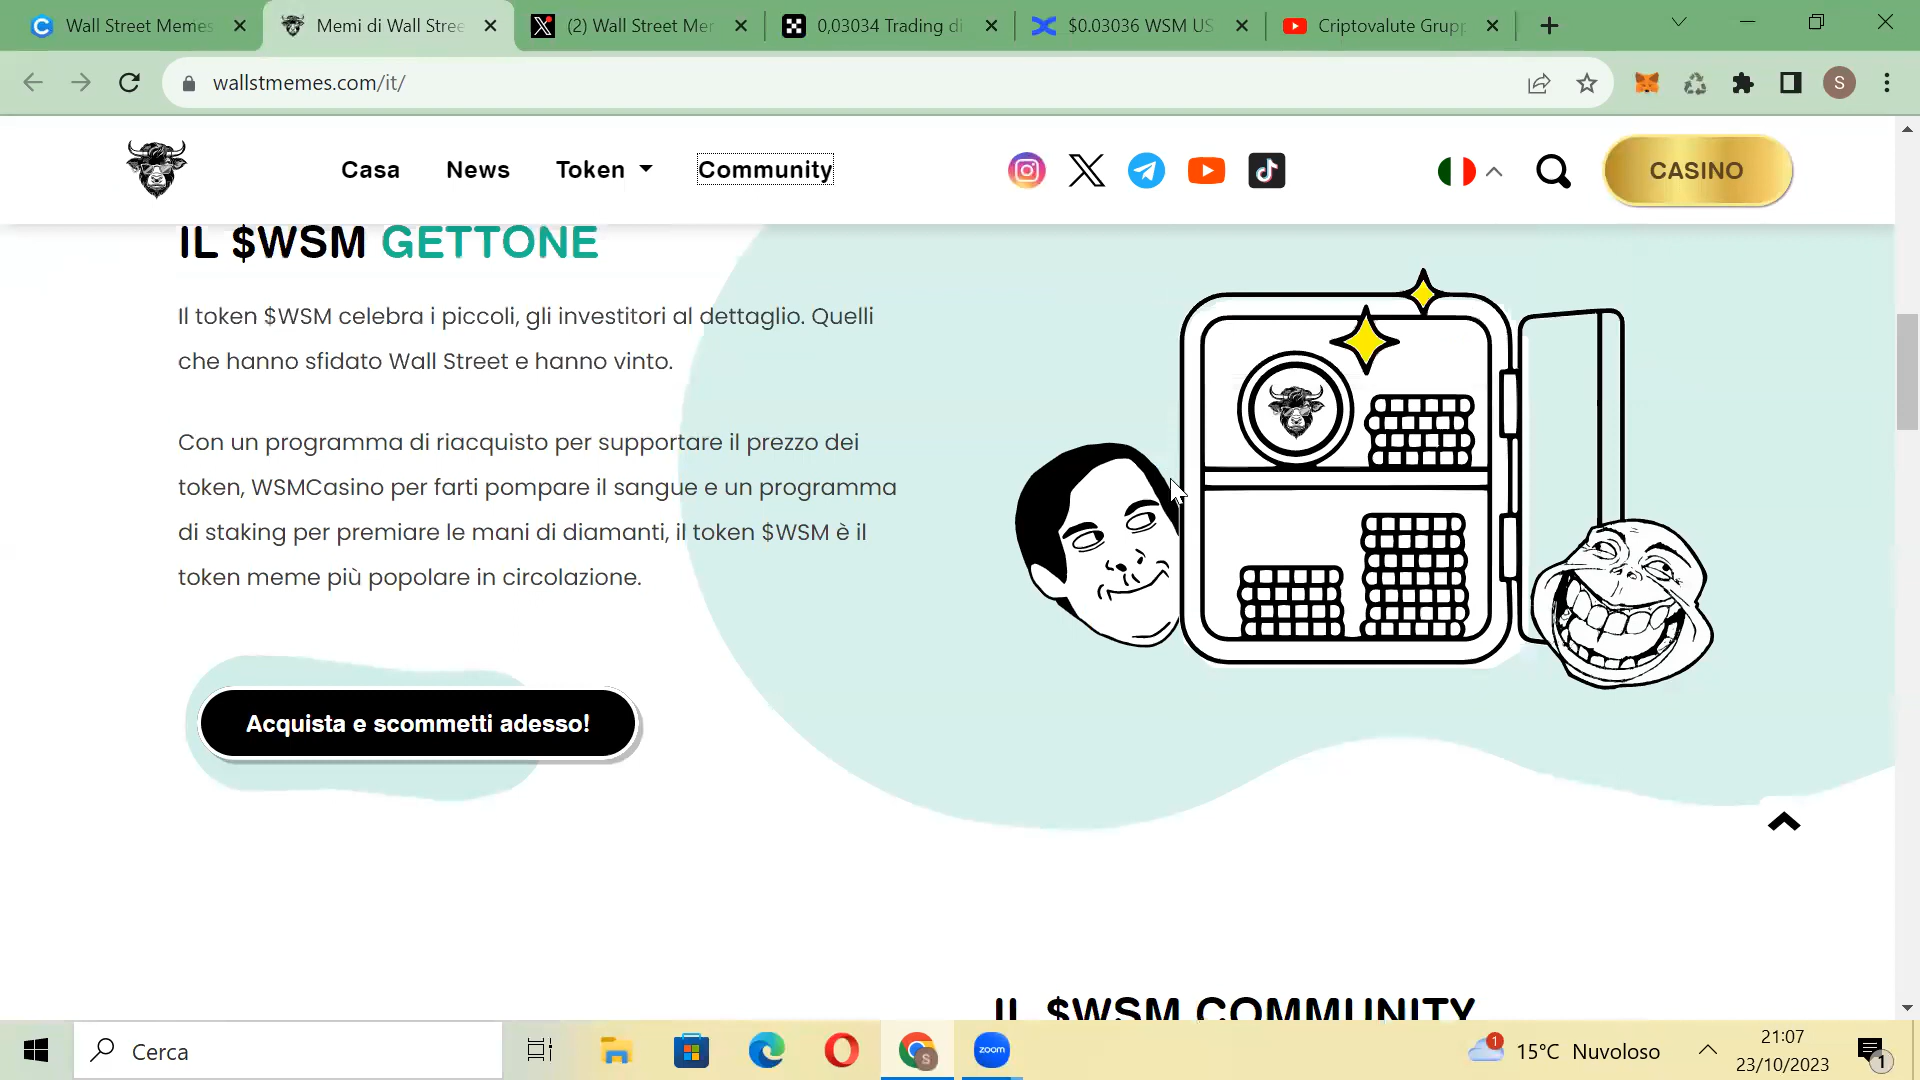 Wall Street Memes
Memi di Wall Stree
(2) Wall Street Mer
0,03034 Trading di
$0.03036 WSM US
Criptovalute Grupp
wallstmemes.com/it/
S
Casa
News
Token
Community
CASINO
IL $WSM GETTONE
Il token $WSM celebra i piccoli, gli investitori al dettaglio. Quelli
che hanno sfidato Wall Street e hanno vinto.
Con un programma di riacquisto per supportare il prezzo dei
token, WSMCasino per farti pompare il sangue e un programma
di staking per premiare le mani di diamanti, il token $WSM è il
token meme più popolare in circolazione.
Acquista e scommetti adesso!
IL $WSM COMMUNITY
Cerca
S
zoom
1
15°C Nuvoloso
21:07
23/10/2023
1